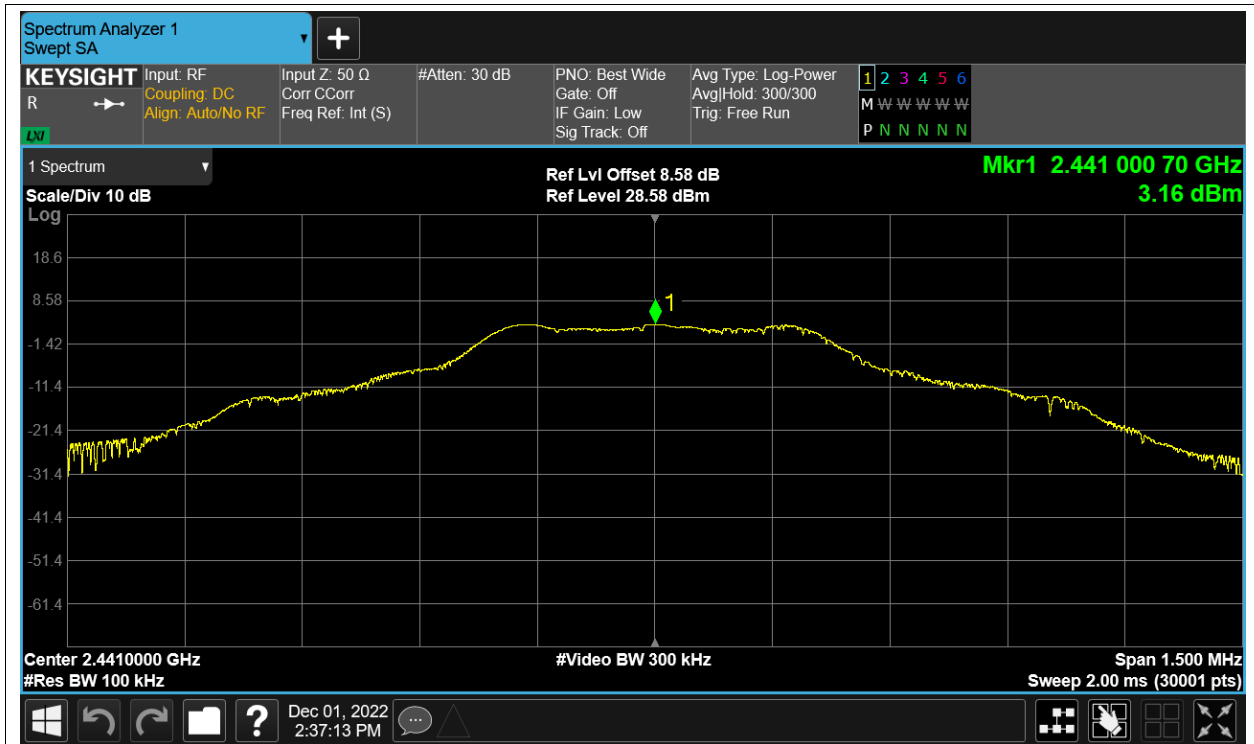 Spectrum Analyzer 1
Swept SA
+
KEYSIGHT
R
LXI
Input: RF
Coupling: DC
Align: Auto/No RF
Input Z: 50 Ω
Corr CCorr
Freq Ref: Int (S)
#Atten: 30 dB
PNO: Best Wide
Gate: Off
IF Gain: Low
Sig Track: Off
Avg Type: Log-Power
Avg|Hold: 300/300
Trig: Free Run
1 2 3 4 5 6
M W W W W W
P N N N N N
1 Spectrum
Scale/Div 10 dB
Ref Lvl Offset 8.58 dB
Ref Level 28.58 dBm
Mkr1 2.441 000 70 GHz
3.16 dBm
Log
18.6
8.58
-1.42
-11.4
-21.4
-31.4
-41.4
-51.4
-61.4
1
Center 2.4410000 GHz
#Res BW 100 kHz
#Video BW 300 kHz
Span 1.500 MHz
Sweep 2.00 ms (30001 pts)
?
Dec 01, 2022
2:37:13 PM